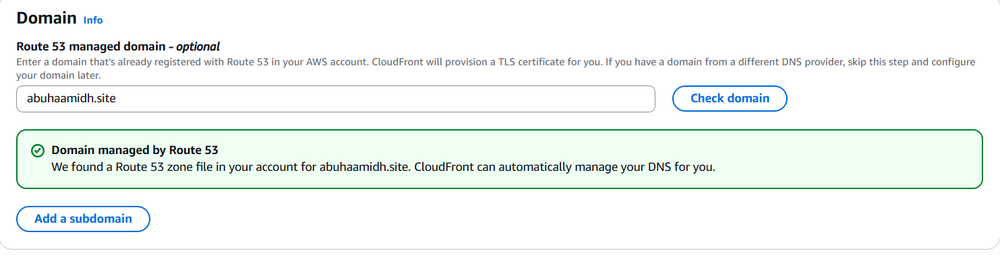 Domain Info
Route 53 managed domain - optional
Enter a domain that's already registered with Route 53 in your AWS account. CloudFront will provision a TLS certificate for you. If you have a domain from a different DNS provider, skip this step and configure
your domain later.
abuhaamidh.site
Check domain
Domain managed by Route 53
We found a Route 53 zone file in your account for abuhaamidh.site. CloudFront can automatically manage your DNS for you.
Add a subdomain